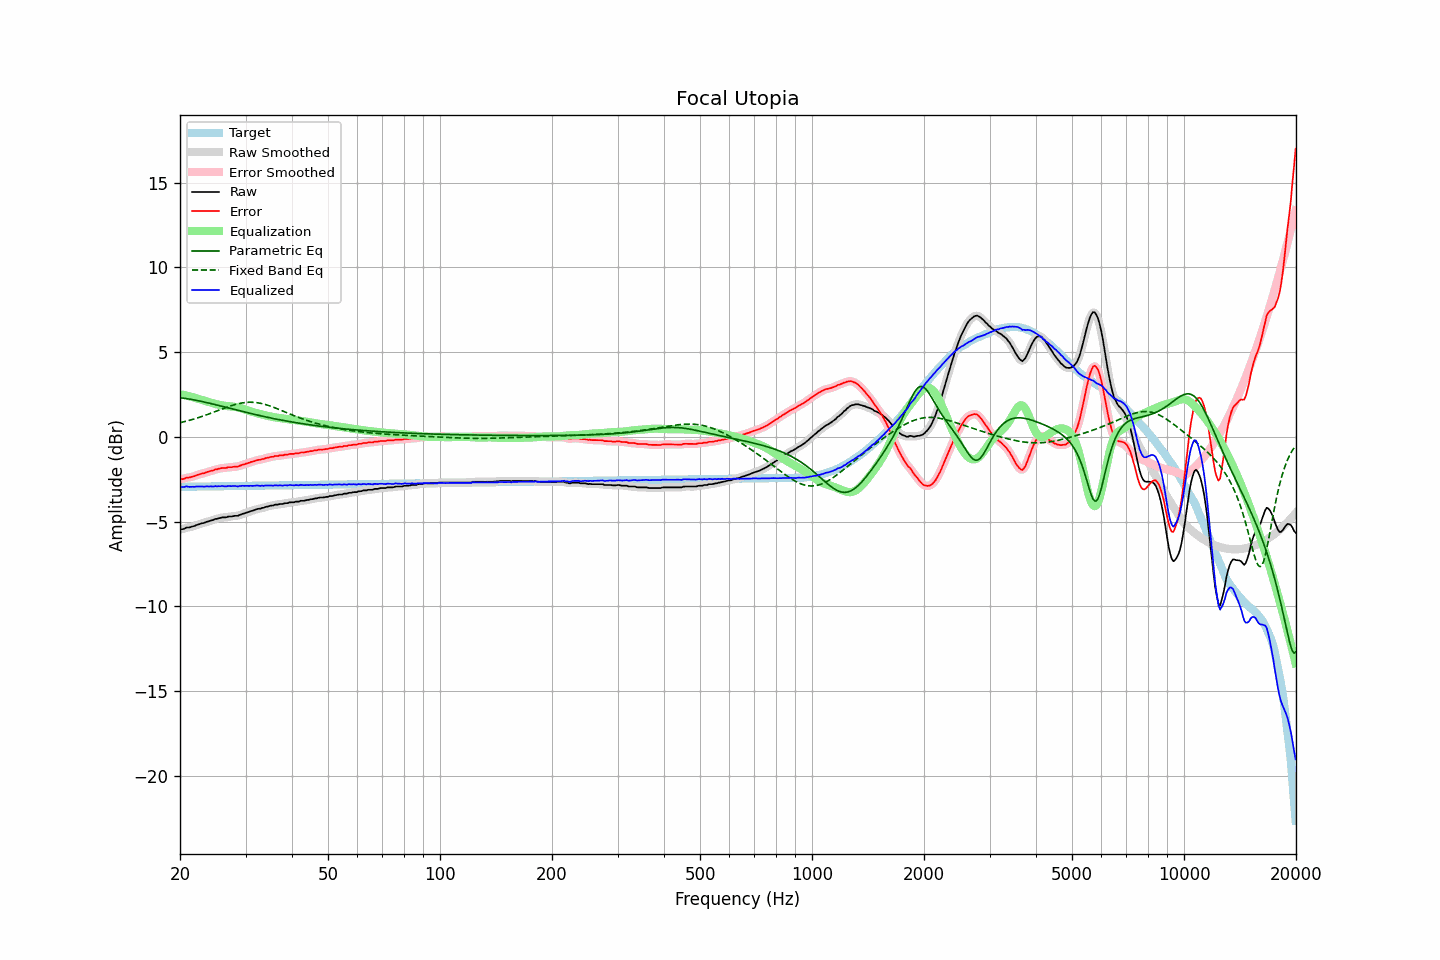 Focal Utopia
Target
Raw Smoothed
Error Smoothed
Raw
Error
Equalization
Parametric Eq
Fixed Band Eq
Equalized
15
10
5
0
−5
−10
−15
−20
Amplitude (dBr)
20
50
100
200
500
1000
2000
5000
10000
20000
Frequency (Hz)